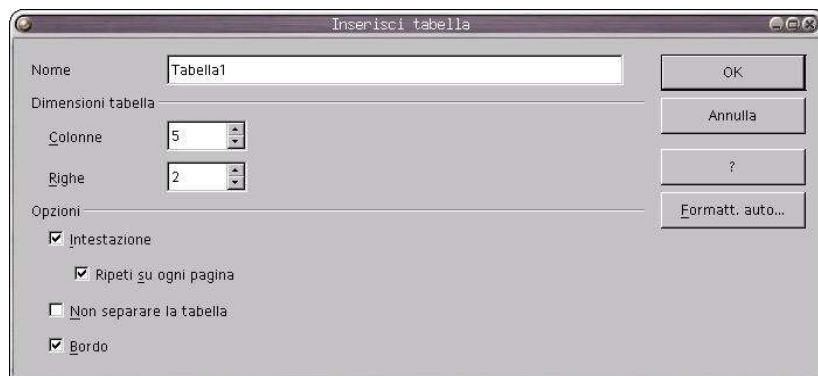 Inserisci tabella
Nome
Tabella1
OK
Dimensioni tabella
Annulla
Colonne
5
Righe
2
?
Opzioni
Formatt. auto...
Intestazione
Ripeti su ogni pagina
Non separare la tabella
Bordo